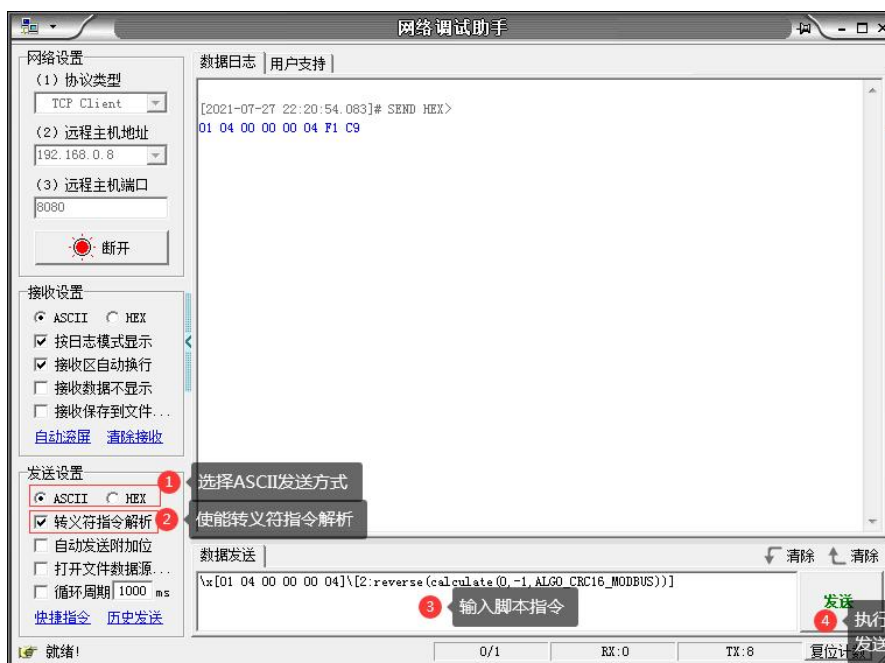 网络调试助手
网络设置
（1）协议类型
TCP Client
（2）远程主机地址
192.168.0.8
（3）远程主机端口
8080
断开
接收设置
ASCII HEX
按日志模式显示
接收区自动换行
接收数据不显示
接收保存到文件...
自动滚屏 清除接收
发送设置
ASCII HEX
转义符指令解析
自动发送附加位
打开文件数据源...
循环周期 1000 ms
快捷指令 历史发送
数据日志 用户支持
[2021-07-27 22:20:54.083]# SEND HEX>
01 04 00 00 00 04 F1 C9
1 选择ASCII发送方式
2 使能转义符指令解析
数据发送 清除 清除
\x[01 04 00 00 00 04]\[2:reverse(calculate(0,-1,ALGO_CRC16_MODBUS))]
3 输入脚本指令
发送
4 执行
发送
就绪! 0/1 RX:0 TX:8 复位计